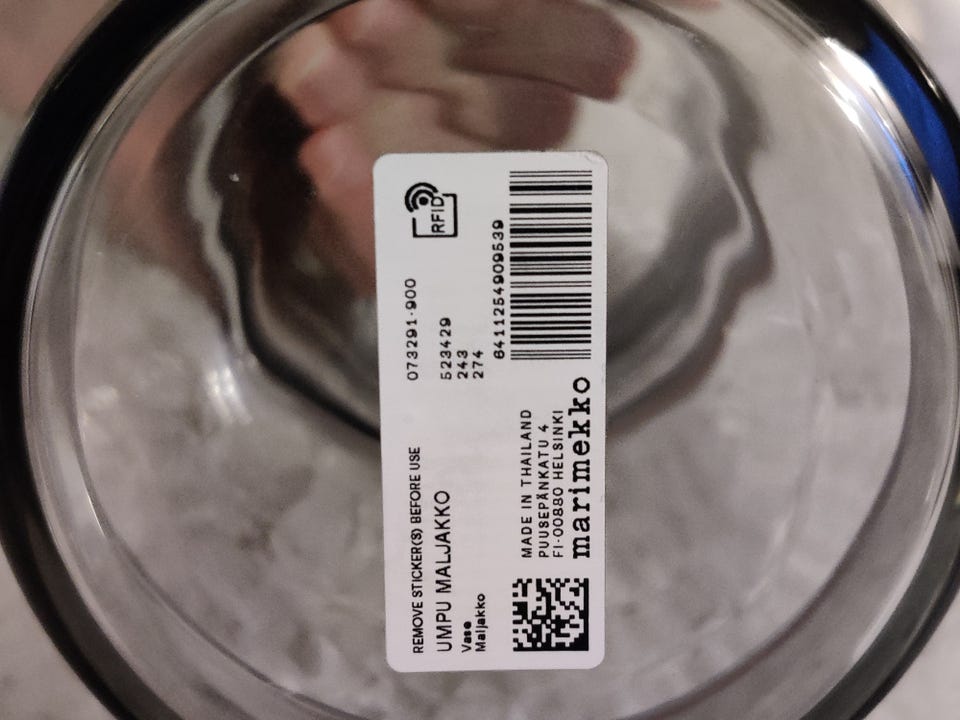 REMOVE STICKER(S) BEFORE USE
UMPU MALJAKKO
Vase
Maljakko
073291-900
523429
243
274
RFID
MADE IN THAILAND
PUUSEPÄNKATU 4
FI-00880 HELSINKI
marimekko
6411254909539